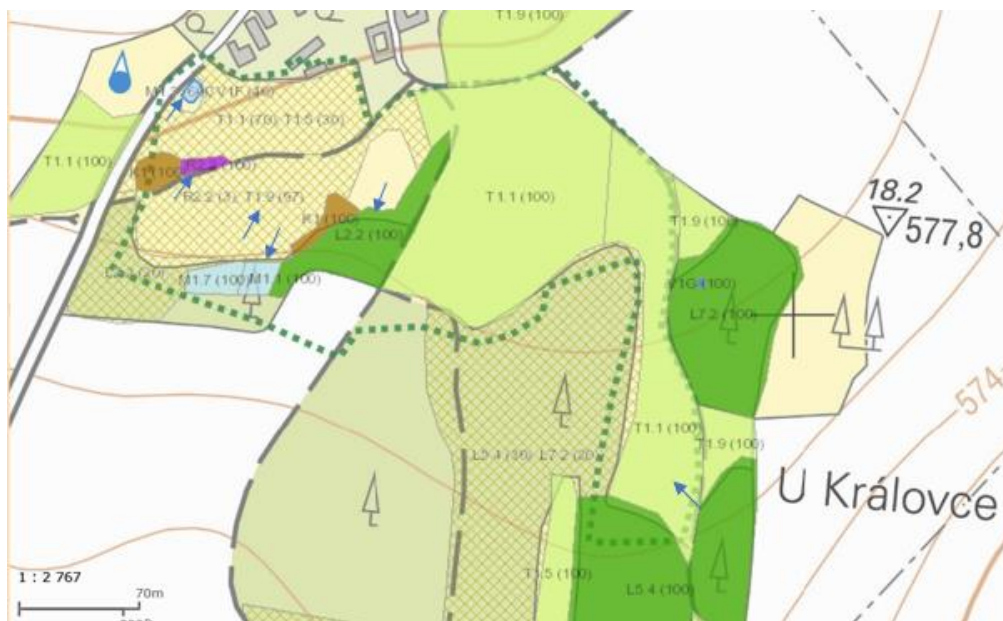 T1.9 (100)
T1.1 (70) T1.5 (30)
T1.1 (100)
K1 (100)
R2.2 (100)
R2.2 (3) T1.9 (97)
T1.1 (100)
K1 (100)
L2.2 (100)
T1.9 (100)
18.2
577,8
M1.7 (100) M1.1 (100)
L7.2 (100)
574
T1.1 (100)
T1.9 (100)
L7.2 (20)
U Královce
T1.5 (100)
L5.4 (100)
1 : 2 767
70m